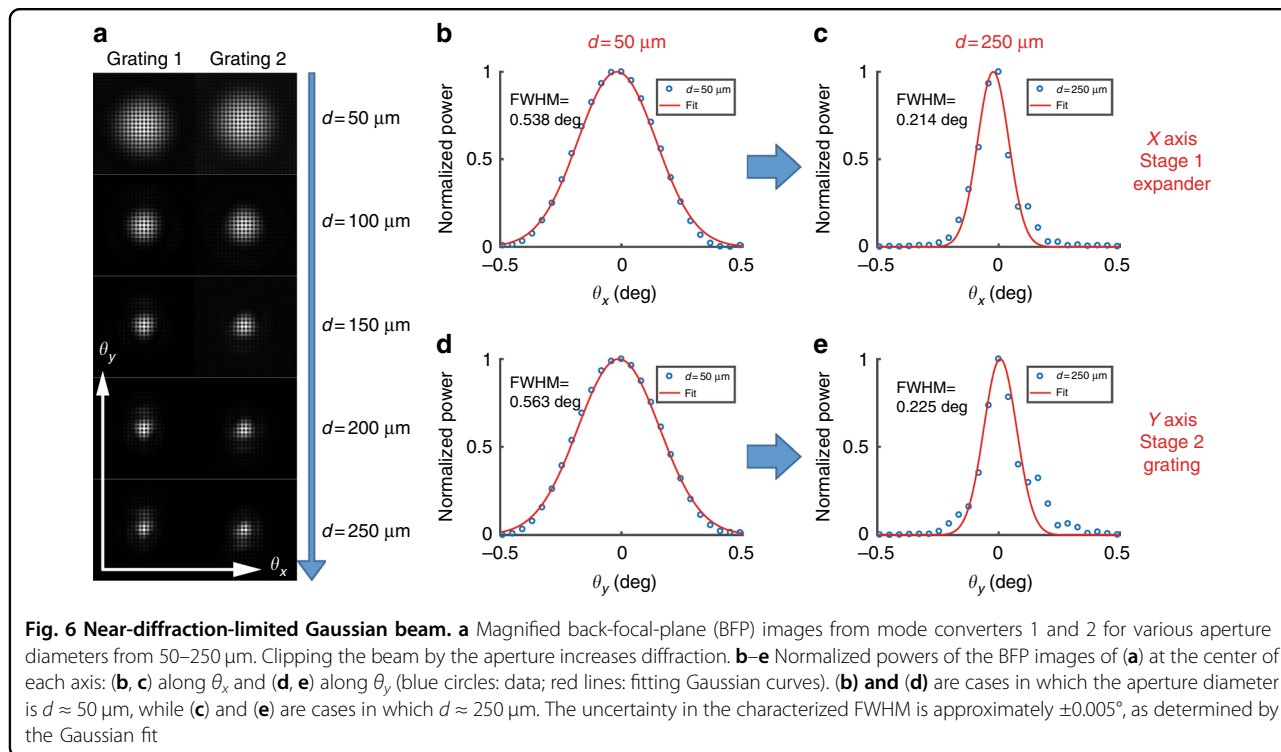 a
Grating 1 Grating 2
d=50 μm
d=100 μm
d=150 μm
d=200 μm
d=250 μm
θy
θx
b
d=50 μm
Normalized power
1
0.5
0
FWHM=
0.538 deg
d=50 μm
Fit
–0.5 0 0.5
θx (deg)
c
d=250 μm
Normalized power
1
0.5
0
FWHM=
0.214 deg
d=250 μm
Fit
–0.5 0 0.5
θx (deg)
X axis
Stage 1
expander
d
Normalized power
1
0.5
0
FWHM=
0.563 deg
d=50 μm
Fit
–0.5 0 0.5
θy (deg)
e
Normalized power
1
0.5
0
FWHM=
0.225 deg
d=250 μm
Fit
–0.5 0 0.5
θy (deg)
Y axis
Stage 2
grating
Fig. 6 Near-diffraction-limited Gaussian beam. a Magnified back-focal-plane (BFP) images from mode converters 1 and 2 for various aperture
diameters from 50–250 μm. Clipping the beam by the aperture increases diffraction. b–e Normalized powers of the BFP images of (a) at the center of
each axis: (b, c) along θx and (d, e) along θy (blue circles: data; red lines: fitting Gaussian curves). (b) and (d) are cases in which the aperture diameter
is d ≈ 50 μm, while (c) and (e) are cases in which d ≈ 250 μm. The uncertainty in the characterized FWHM is approximately ±0.005°, as determined by
the Gaussian fit